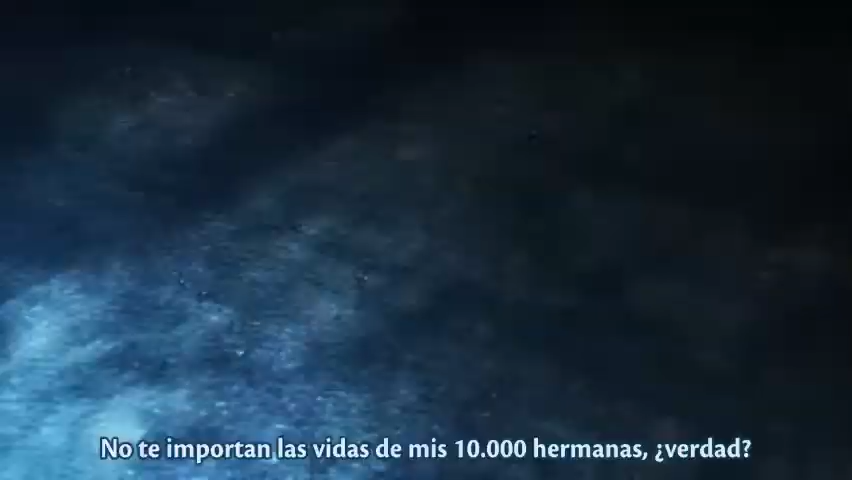 No te importan las vidas de mis 10.000 hermanas, ¿verdad?